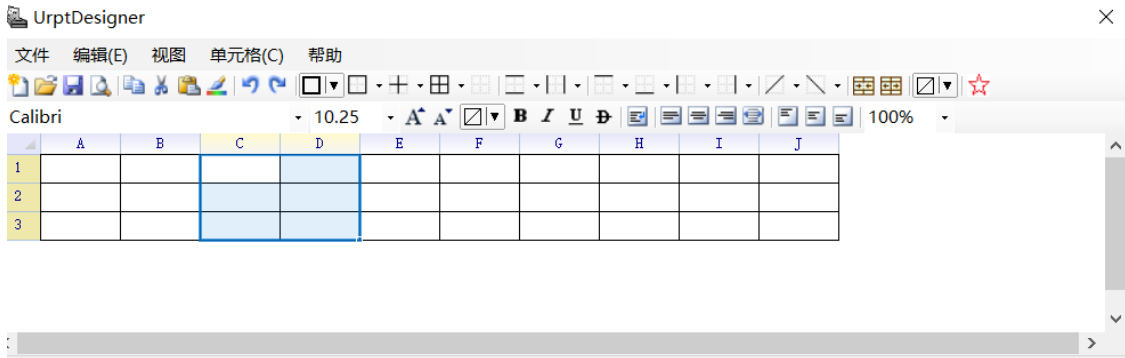 UrptDesigner
文件 编辑(E) 视图 单元格(C) 帮助
Calibri 10.25 A A B I U D 100%
A B C D E F G H I J
1
2
3